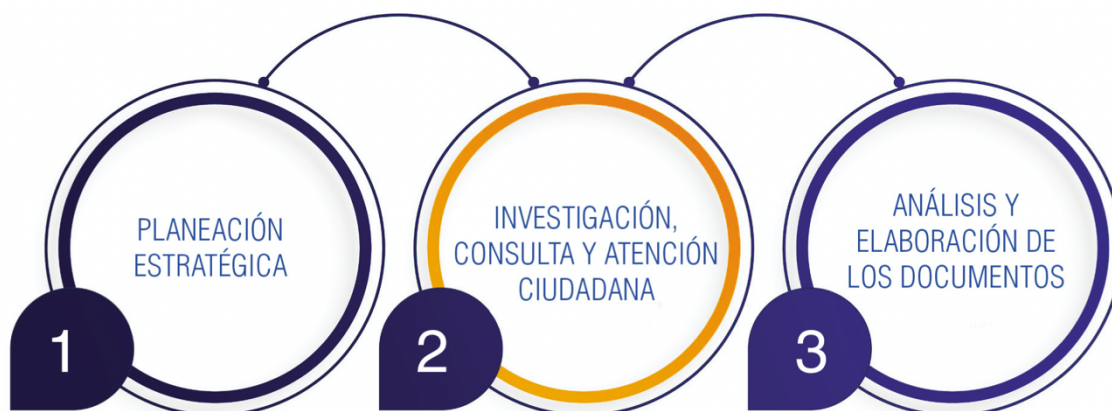 PLANEACIÓN
ESTRATÉGICA
1
INVESTIGACIÓN,
CONSULTA Y ATENCIÓN
CIUDADANA
2
ANÁLISIS Y
ELABORACIÓN DE
LOS DOCUMENTOS
3